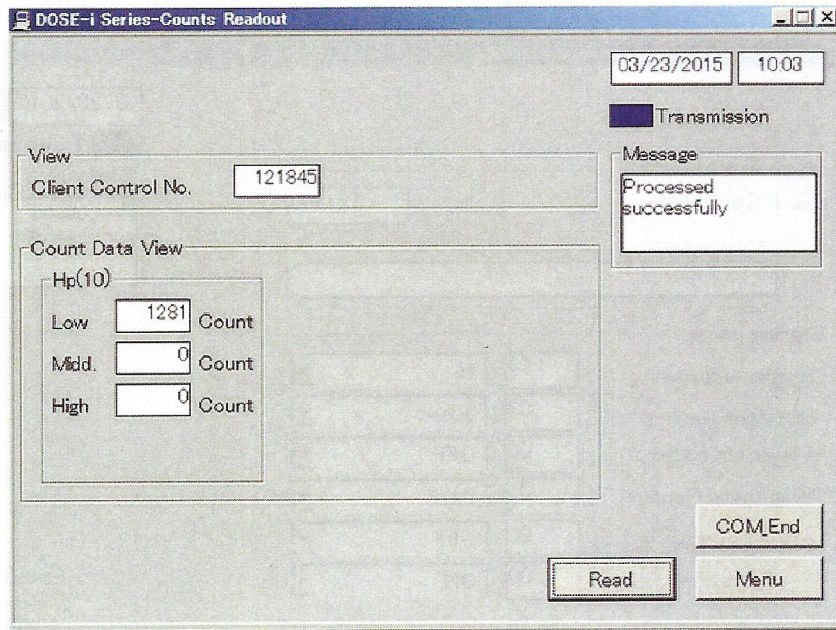 DOSE-i Series-Counts Readout
03/23/2015 10:03
Transmission
View
Client Control No. 121845
Message
Processed
successfully
Count Data View
Hp(10)
Low 1281 Count
Midd. 0 Count
High 0 Count
COM_End
Read Menu